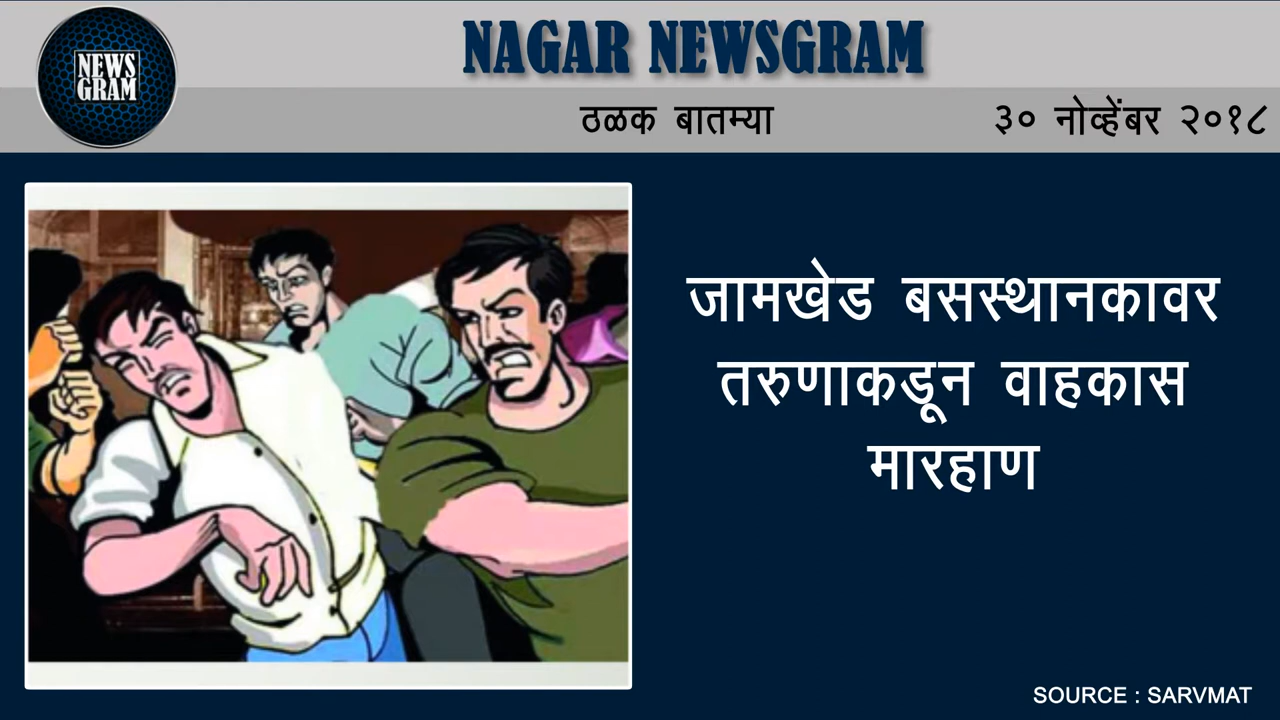 NEWS
GRAM
NAGAR NEWSGRAM
ठळक बातम्या
३० नोव्हेंबर २०१८
जामखेड बसस्थानकावर
तरुणाकडून वाहकास
मारहाण
SOURCE : SARVMAT